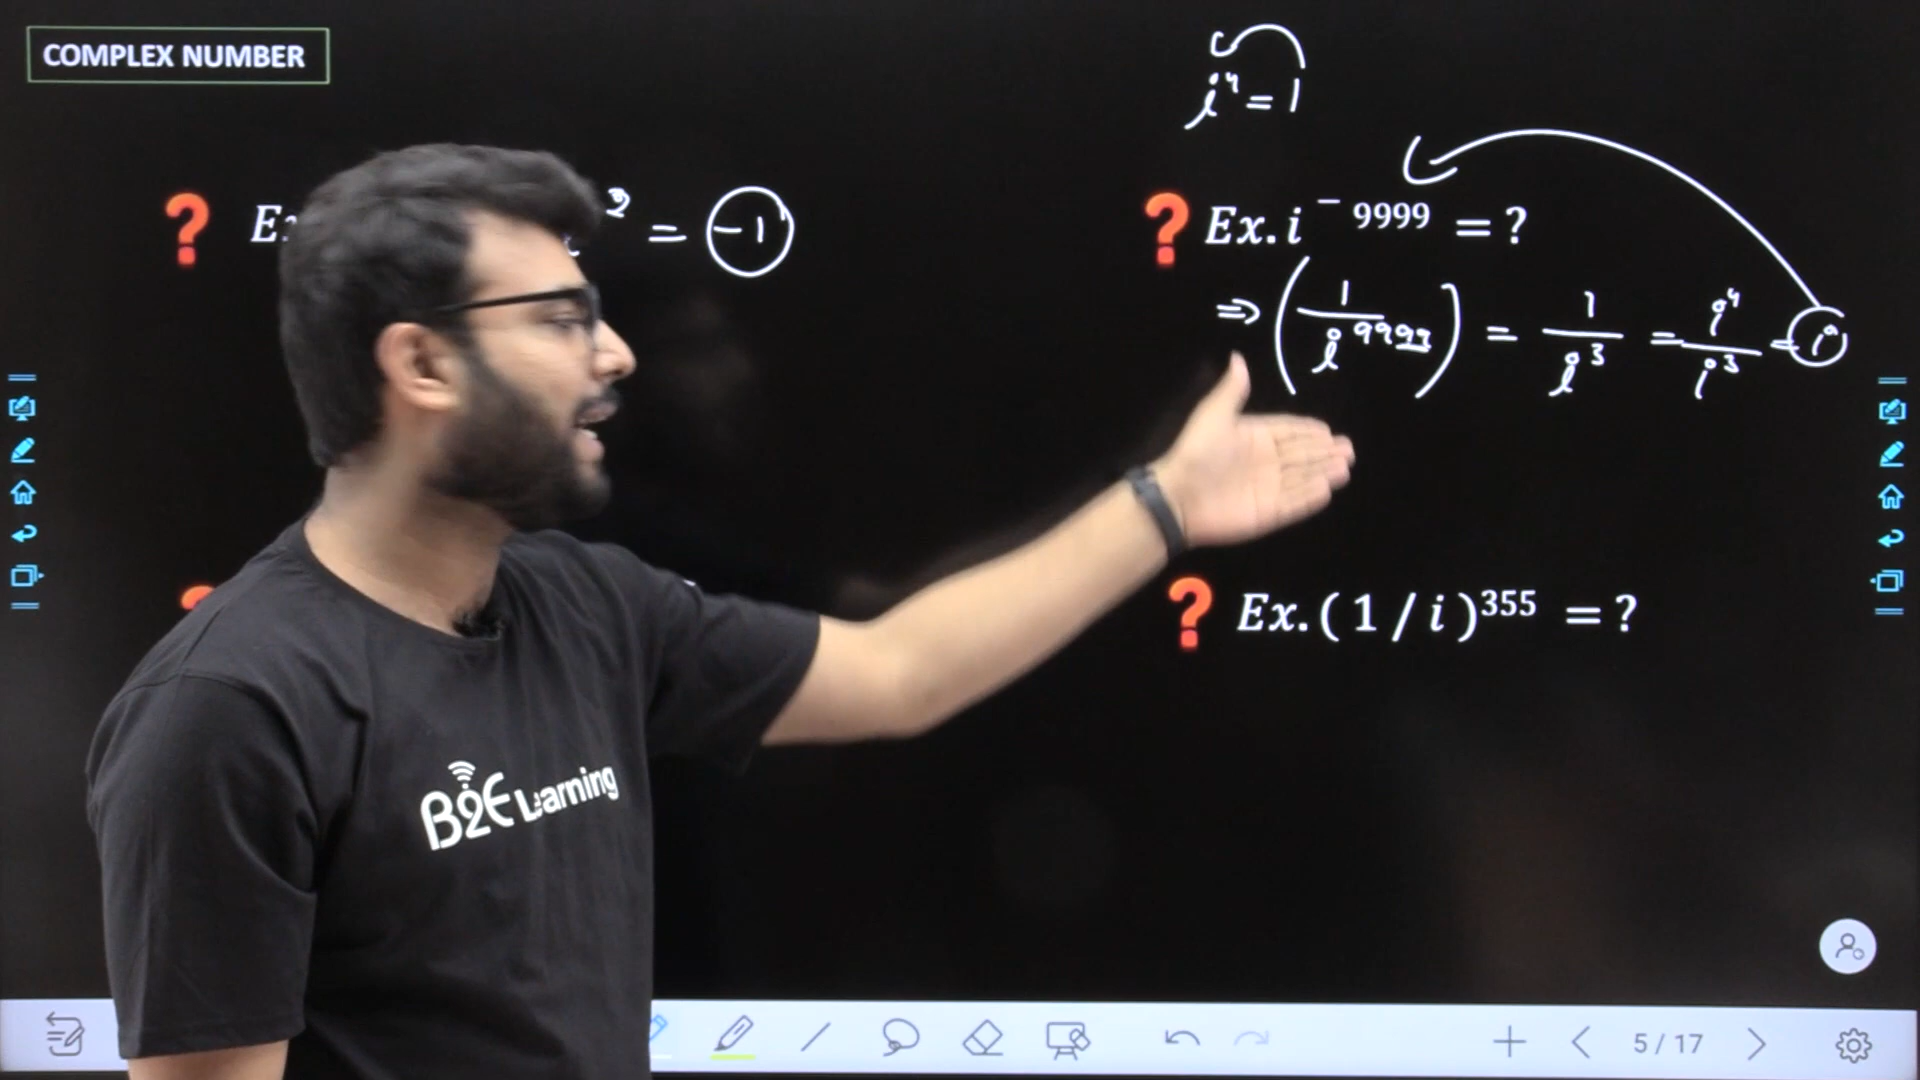 COMPLEX NUMBER
i⁴ = 1
2 = -1
Ex. i ⁻ ⁹⁹⁹⁹ = ?
⇒ (1 / i⁹⁹⁹⁹) = 1 / i³ = i⁴ / i³ = i
Ex. ( 1 / i )³⁵⁵ = ?
B2E Learning
5 / 17